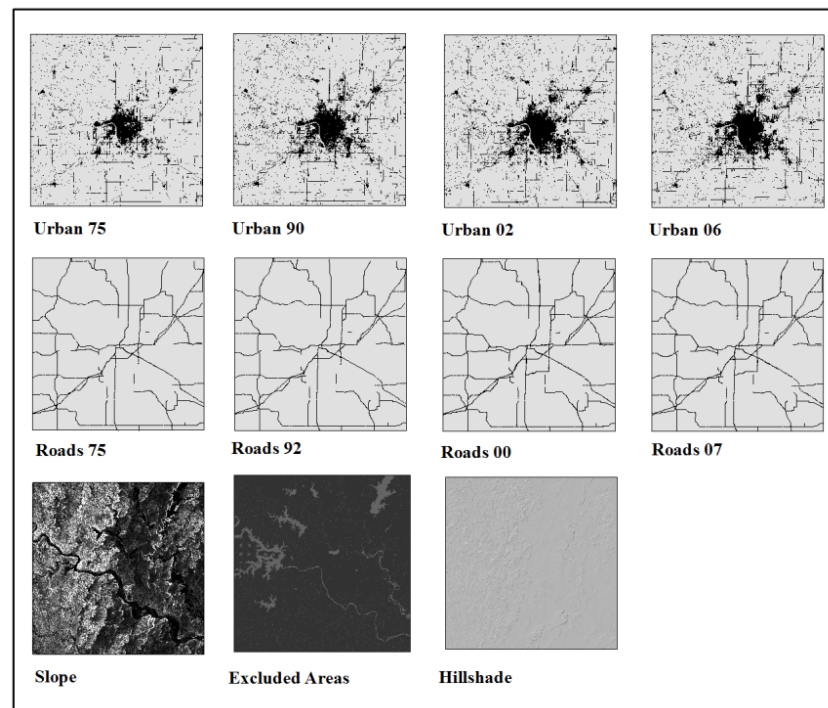 Urban 75
Urban 90
Urban 02
Urban 06
Roads 75
Roads 92
Roads 00
Roads 07
Slope
Excluded Areas
Hillshade